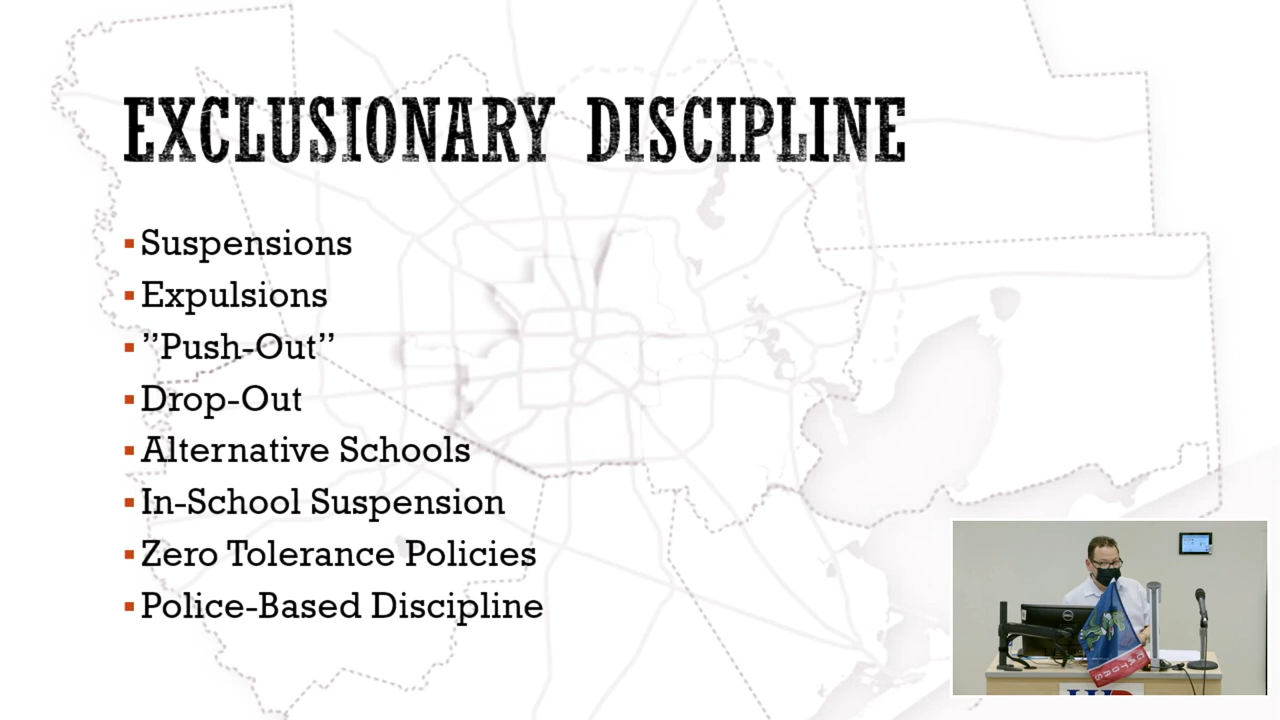 EXCLUSIONARY DISCIPLINE
Suspensions
Expulsions
”Push-Out”
Drop-Out
Alternative Schools
In-School Suspension
Zero Tolerance Policies
Police-Based Discipline
GATORS